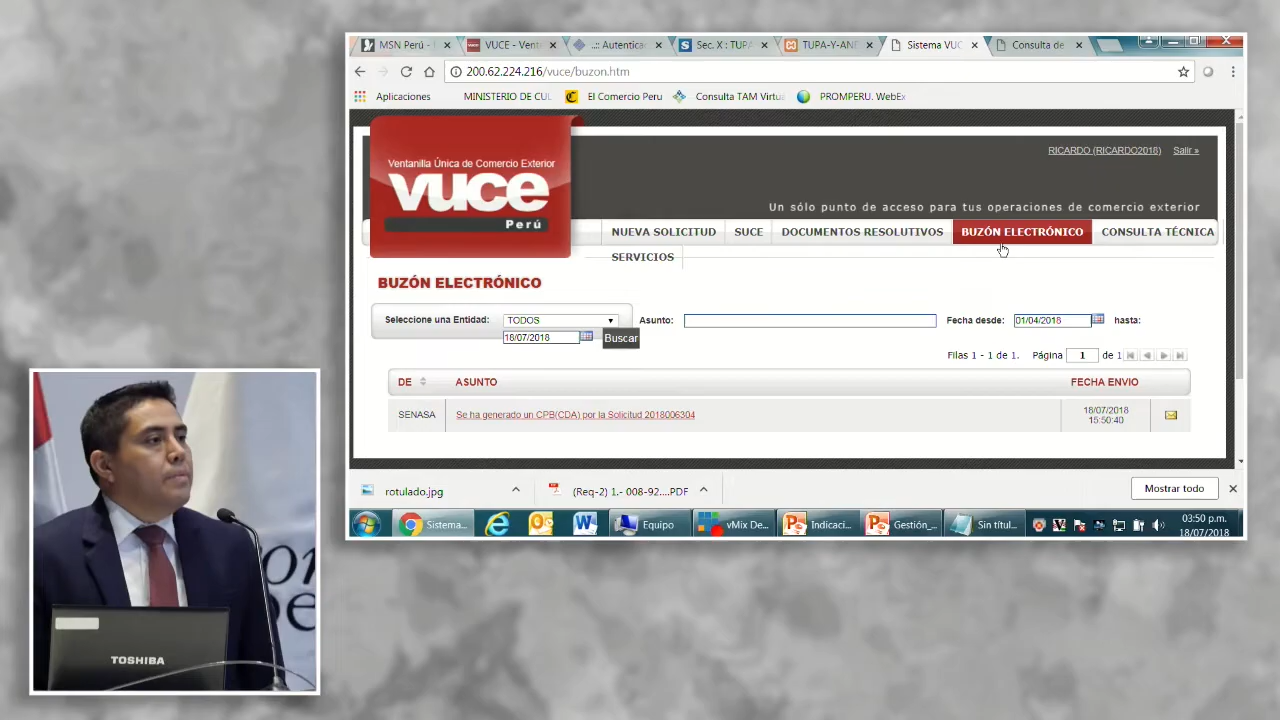 MSN Perú -
VUCE - Vent
..:: Autentica
Sec. X : TUPA
TUPA-Y-ANE
Sistema VUC
Consulta de
200.62.224.216/vuce/buzon.htm
Aplicaciones
MINISTERIO DE CUL
El Comercio Peru
Consulta TAM Virtu
PROMPERU. WebEx
Ventanilla Única de Comercio Exterior
vuce
Perú
RICARDO (RICARDO2018)
Salir »
Un sólo punto de acceso para tus operaciones de comercio exterior
NUEVA SOLICITUD
SUCE
DOCUMENTOS RESOLUTIVOS
BUZÓN ELECTRÓNICO
CONSULTA TÉCNICA
SERVICIOS
BUZÓN ELECTRÓNICO
Seleccione una Entidad: TODOS
Asunto:
Fecha desde: 01/04/2018 hasta:
18/07/2018
Buscar
Filas 1 - 1 de 1. Página 1 de 1
DE
ASUNTO
FECHA ENVIO
SENASA
Se ha generado un CPB(CDA) por la Solicitud 2018006304
18/07/2018
15:50:40
rotulado.jpg
(Req-2) 1.- 008-92....PDF
Mostrar todo
Sistema...
Equipo
vMix De...
Indicaci...
Gestión_...
Sin títul...
03:50 p.m.
18/07/2018
TOSHIBA